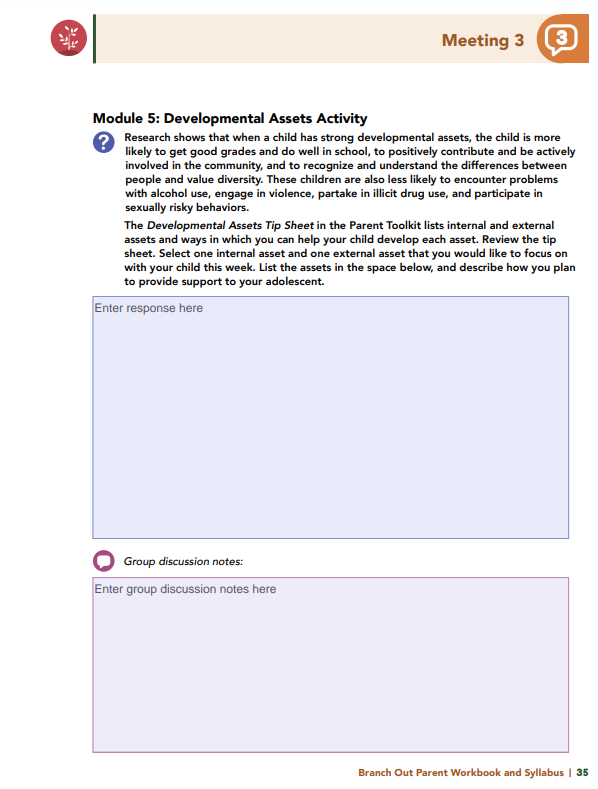 Meeting 3
3
Module 5: Developmental Assets Activity
?
Research shows that when a child has strong developmental assets, the child is more
likely to get good grades and do well in school, to positively contribute and be actively
involved in the community, and to recognize and understand the differences between
people and value diversity. These children are also less likely to encounter problems
with alcohol use, engage in violence, partake in illicit drug use, and participate in
sexually risky behaviors.
The Developmental Assets Tip Sheet in the Parent Toolkit lists internal and external
assets and ways in which you can help your child develop each asset. Review the tip
sheet. Select one internal asset and one external asset that you would like to focus on
with your child this week. List the assets in the space below, and describe how you plan
to provide support to your adolescent.
Enter response here
Group discussion notes:
Enter group discussion notes here
Branch Out Parent Workbook and Syllabus | 35